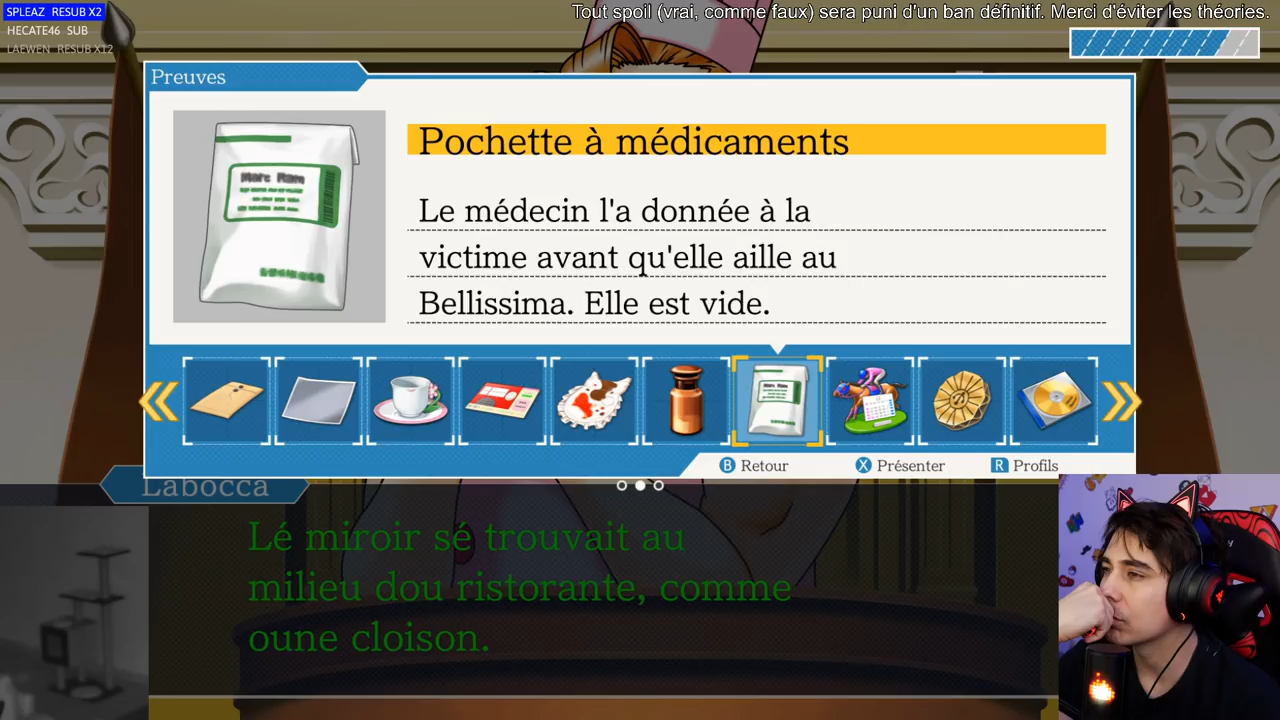 SPLEAZ RESUB X2
HECATE46 SUB
LAEWEN RESUB X12
Tout spoil (vrai, comme faux) sera puni d'un ban définitif. Merci d'éviter les théories.
Preuves
Marc Ram
Pochette à médicaments
Le médecin l'a donnée à la
victime avant qu'elle aille au
Bellissima. Elle est vide.
B Retour
X Présenter
R Profils
Labocca
Lé miroir sé trouvait au
milieu dou ristorante, comme
oune cloison.